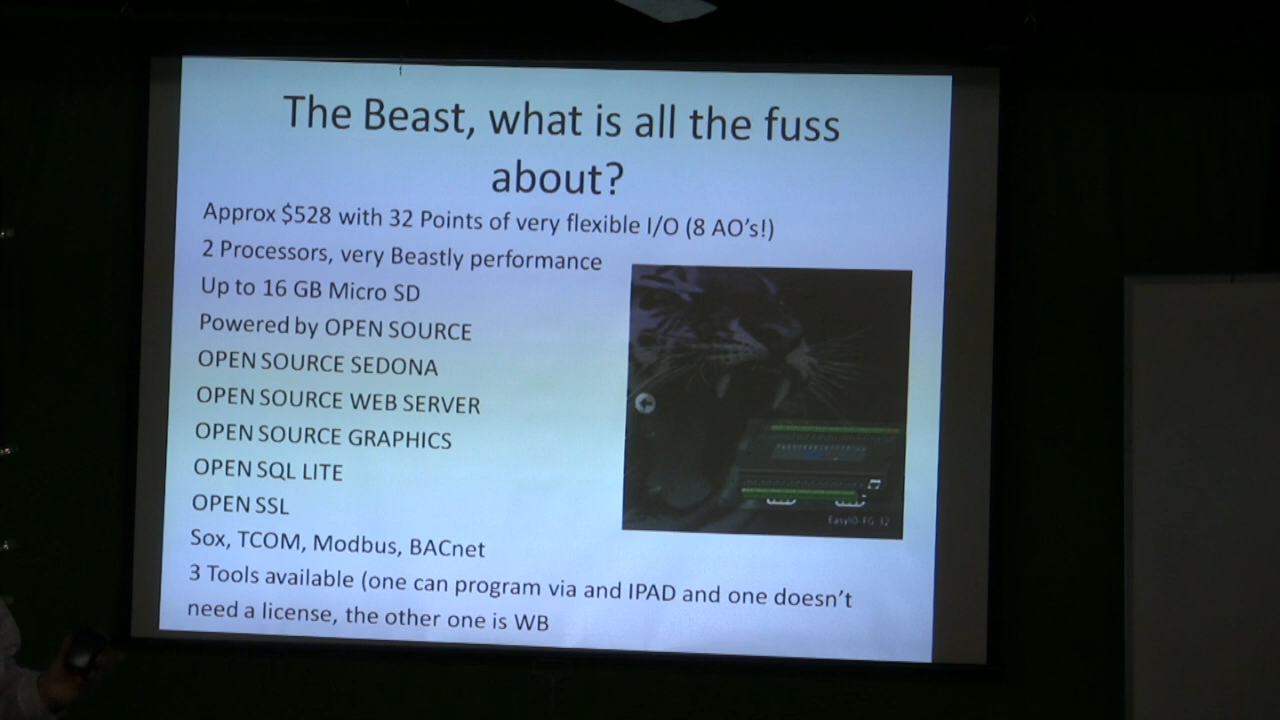 The Beast, what is all the fuss
about?
Approx $528 with 32 Points of very flexible I/O (8 AO's!)
2 Processors, very Beastly performance
Up to 16 GB Micro SD
Powered by OPEN SOURCE
OPEN SOURCE SEDONA
OPEN SOURCE WEB SERVER
OPEN SOURCE GRAPHICS
OPEN SQL LITE
OPEN SSL
Sox, TCOM, Modbus, BACnet
3 Tools available (one can program via and IPAD and one doesn't
need a license, the other one is WB
EasyIO-FG-32